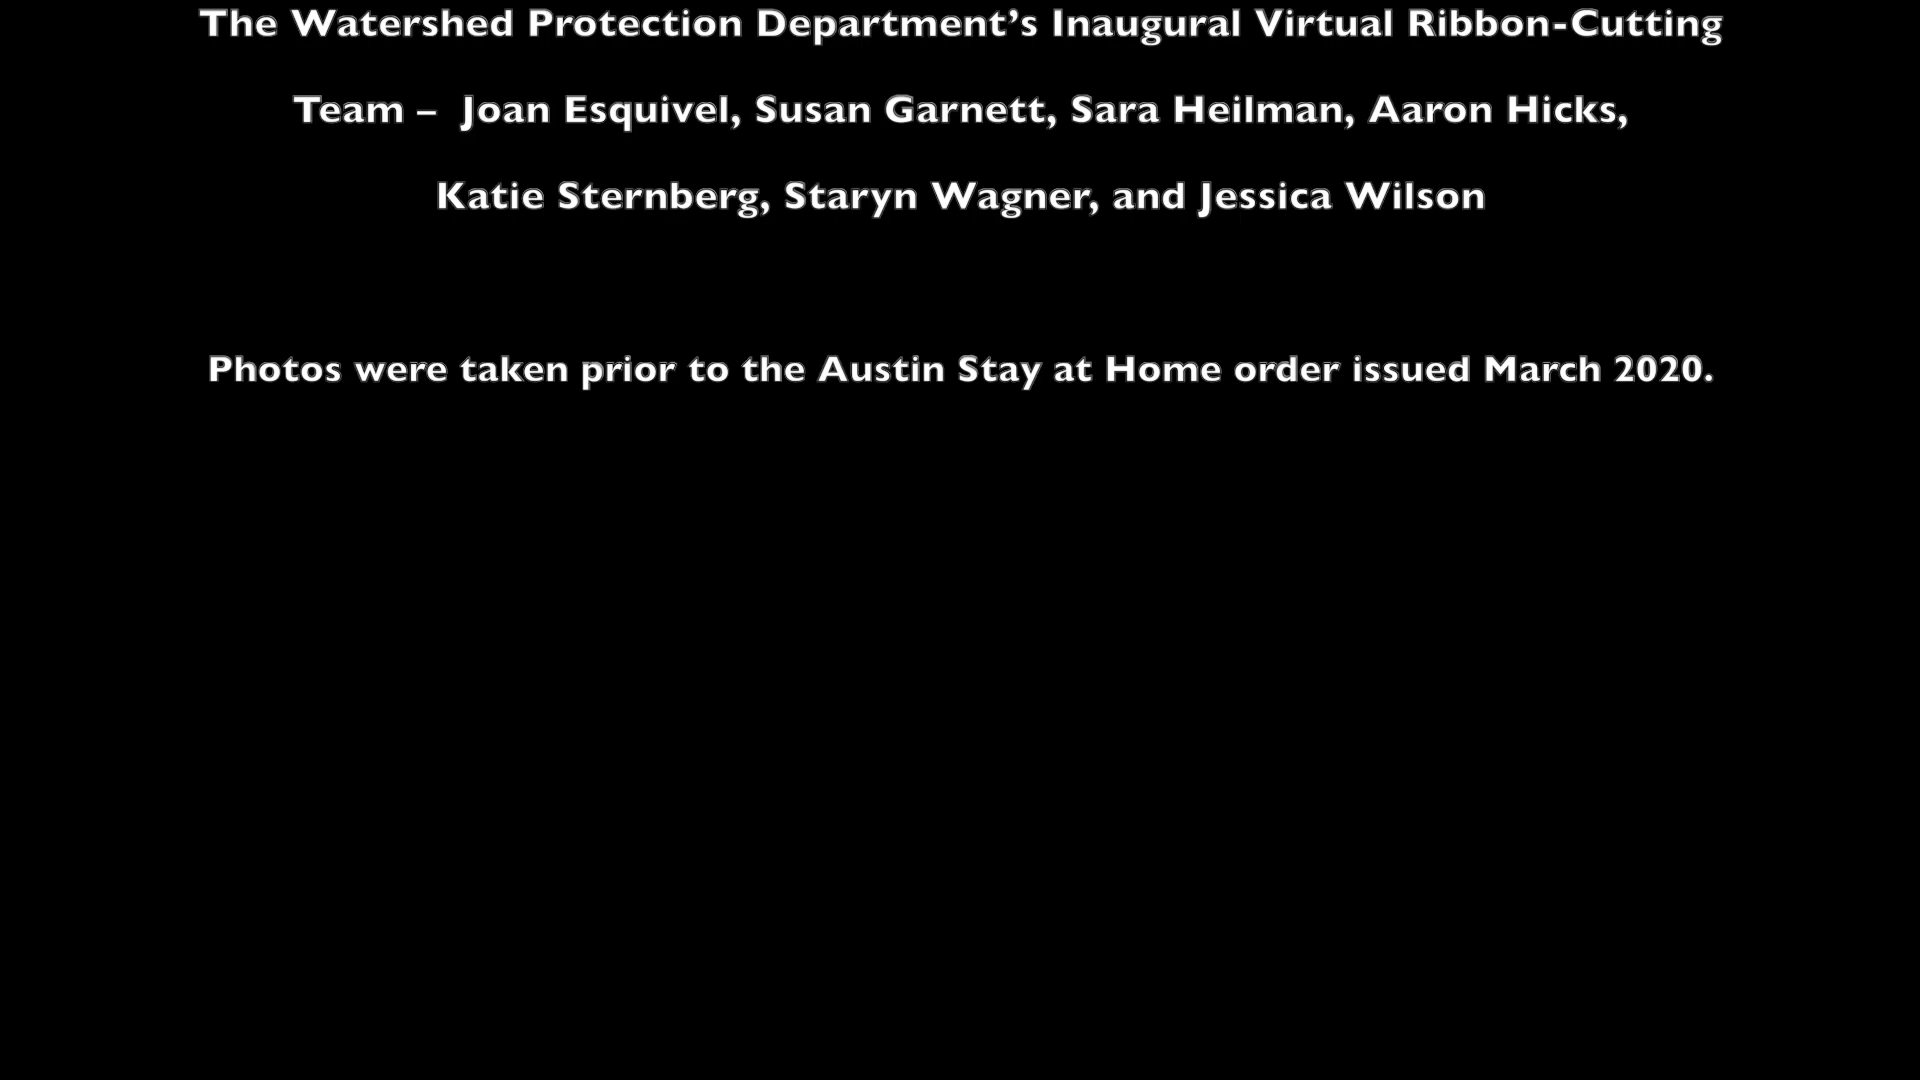 The Watershed Protection Department’s Inaugural Virtual Ribbon-Cutting
Team –  Joan Esquivel, Susan Garnett, Sara Heilman, Aaron Hicks,
Katie Sternberg, Staryn Wagner, and Jessica Wilson
Photos were taken prior to the Austin Stay at Home order issued March 2020.